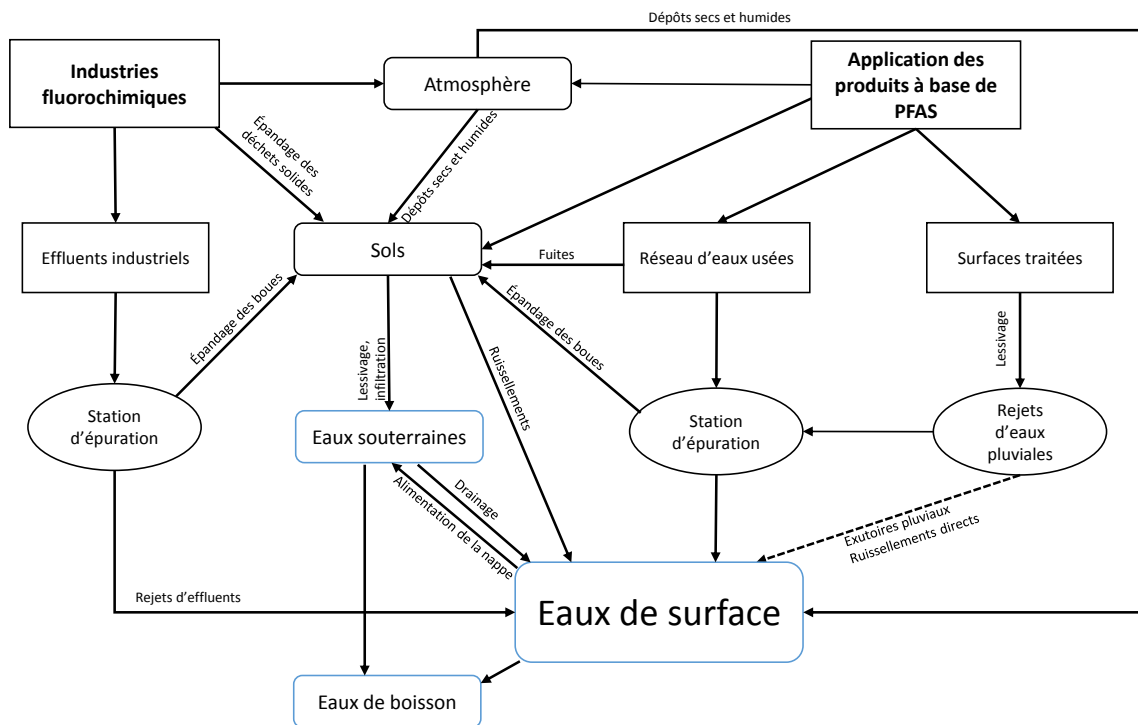 Dépôts secs et humides
Industries
fluorochimiques
Atmosphère
Application des
produits à base de
PFAS
Épandage des
déchets solides
Dépôts secs et humides
Effluents industriels
Sols
Fuites
Réseau d'eaux usées
Surfaces traitées
Épandage des boues
Lessivage,
infiltration
Ruissellements
Épandage des boues
Lessivage
Station
d'épuration
Eaux souterraines
Station
d'épuration
Rejets
d'eaux
pluviales
Drainage
Alimentation de la nappe
Exutoires pluviaux
Ruissellements directs
Rejets d'effluents
Eaux de surface
Eaux de boisson